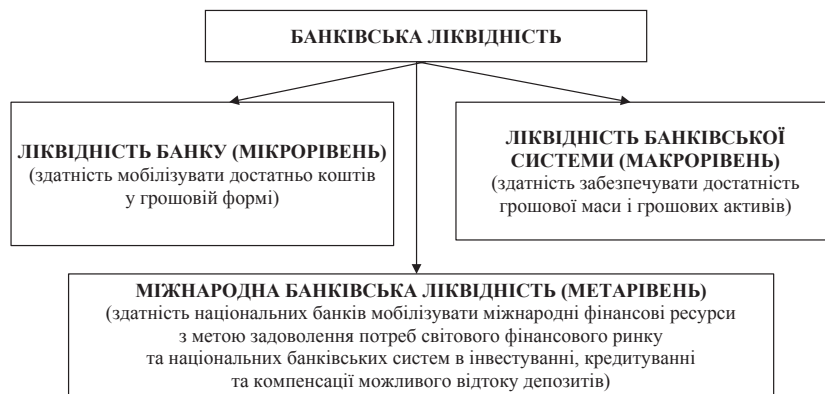 БАНКІВСЬКА ЛІКВІДНІСТЬ
ЛІКВІДНІСТЬ БАНКУ (МІКРОРІВЕНЬ)
(здатність мобілізувати достатньо коштів
у грошовій формі)
ЛІКВІДНІСТЬ БАНКІВСЬКОЇ
СИСТЕМИ (МАКРОРІВЕНЬ)
(здатність забезпечувати достатність
грошової маси і грошових активів)
МІЖНАРОДНА БАНКІВСЬКА ЛІКВІДНІСТЬ (МЕТАРІВЕНЬ)
(здатність національних банків мобілізувати міжнародні фінансові ресурси
з метою задоволення потреб світового фінансового ринку
та національних банківських систем в інвестуванні, кредитуванні
та компенсації можливого відтоку депозитів)